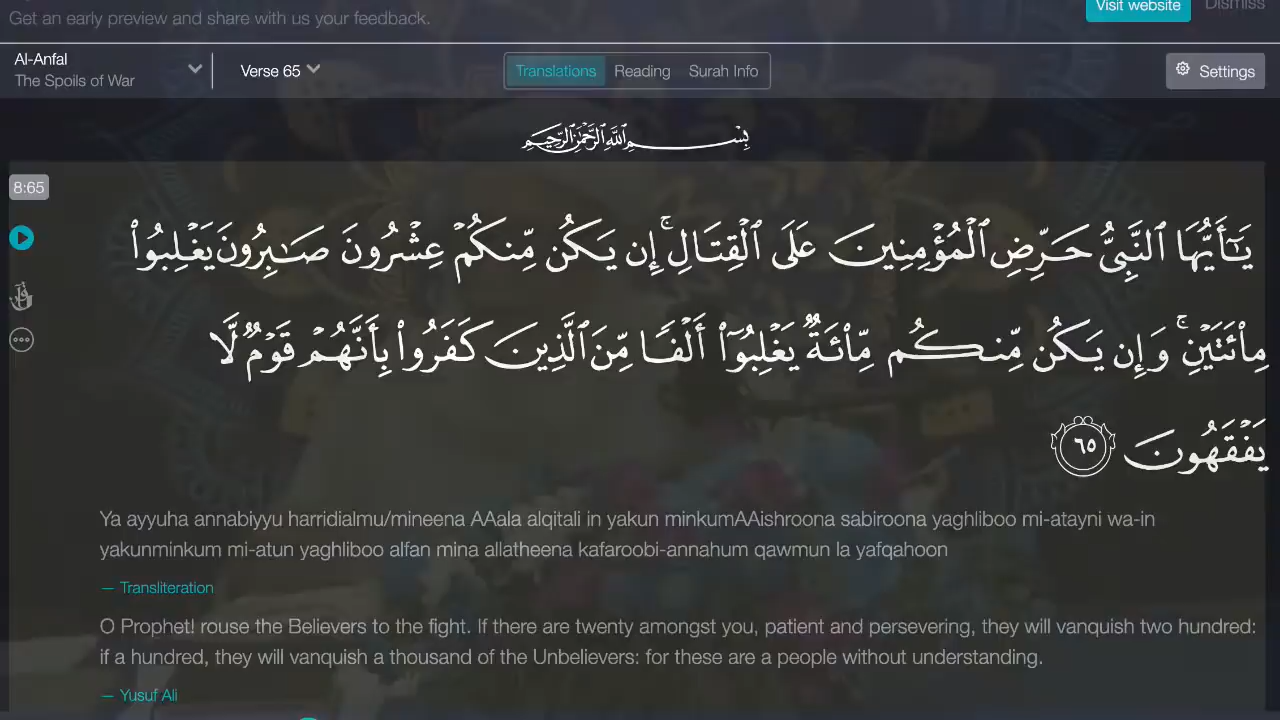 Get an early preview and share with us your feedback.
Visit website
Dismiss
Al-Anfal
The Spoils of War
Verse 65
Translations Reading Surah Info
Settings
بِسْمِ ٱللَّهِ ٱلرَّحْمَٰنِ ٱلرَّحِيمِ
8:65
يَـٰٓأَيُّهَا ٱلنَّبِىُّ حَرِّضِ ٱلْمُؤْمِنِينَ عَلَى ٱلْقِتَالِ ۚ إِن يَكُن مِّنكُمْ عِشْرُونَ صَـٰبِرُونَ يَغْلِبُوا۟
مِا۟ئَتَيْنِ ۚ وَإِن يَكُن مِّنكُم مِّا۟ئَةٌ يَغْلِبُوٓا۟ أَلْفًا مِّنَ ٱلَّذِينَ كَفَرُوا۟ بِأَنَّهُمْ قَوْمٌ لَّا
يَفْقَهُونَ ٦٥
Ya ayyuha annabiyyu harridialmu/mineena AAala alqitali in yakun minkumAAishroona sabiroona yaghliboo mi-atayni wa-in
yakunminkum mi-atun yaghliboo alfan mina allatheena kafaroobi-annahum qawmun la yafqahoon
— Transliteration
O Prophet! rouse the Believers to the fight. If there are twenty amongst you, patient and persevering, they will vanquish two hundred:
if a hundred, they will vanquish a thousand of the Unbelievers: for these are a people without understanding.
— Yusuf Ali